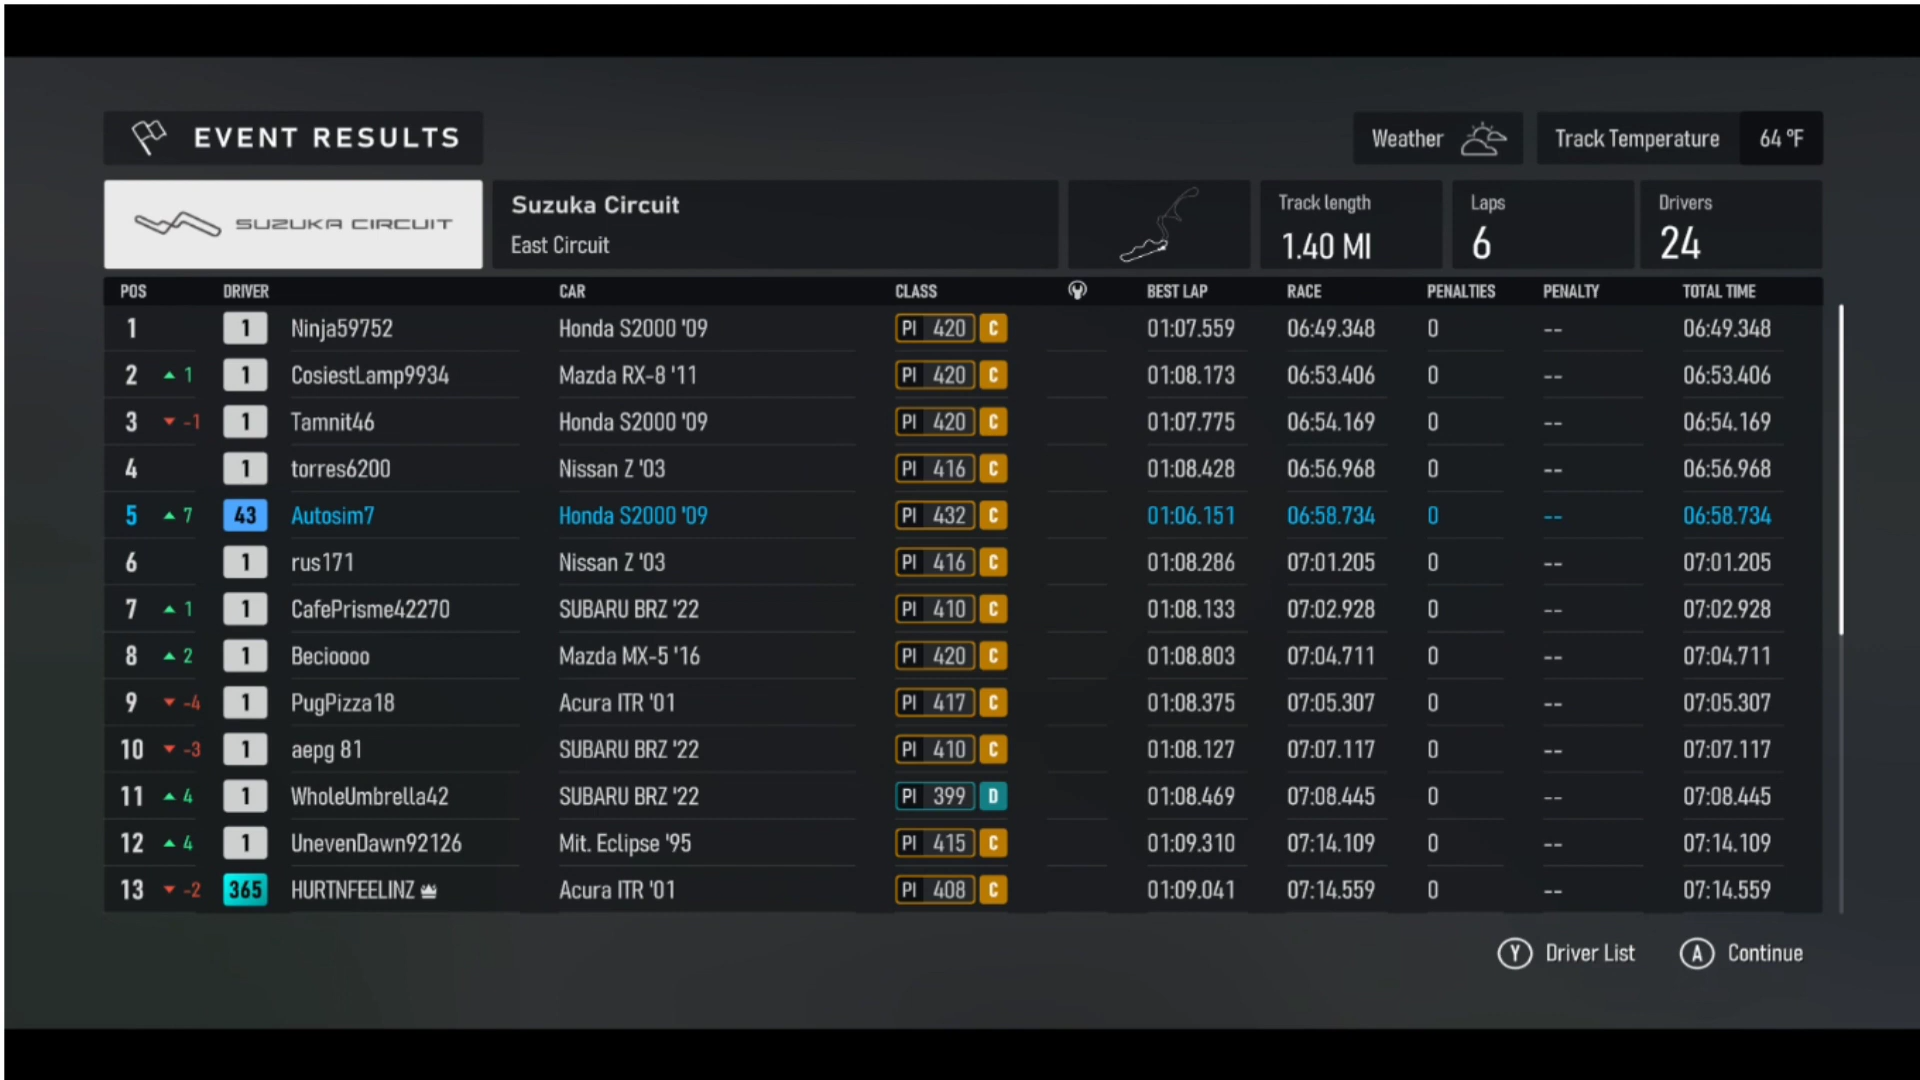 EVENT RESULTS
Weather
Track Temperature 64 °F
SUZUKA CIRCUIT
Suzuka Circuit
East Circuit
Track length
1.40 MI
Laps
6
Drivers
24
POS DRIVER CAR CLASS BEST LAP RACE PENALTIES PENALTY TOTAL TIME
1 1 Ninja59752 Honda S2000 '09 PI 420 C 01:07.559 06:49.348 0 -- 06:49.348
2 ▲ 1 1 CosiestLamp9934 Mazda RX-8 '11 PI 420 C 01:08.173 06:53.406 0 -- 06:53.406
3 ▼ -1 1 Tamnit46 Honda S2000 '09 PI 420 C 01:07.775 06:54.169 0 -- 06:54.169
4 1 torres6200 Nissan Z '03 PI 416 C 01:08.428 06:56.968 0 -- 06:56.968
5 ▲ 7 43 Autosim7 Honda S2000 '09 PI 432 C 01:06.151 06:58.734 0 -- 06:58.734
6 1 rus171 Nissan Z '03 PI 416 C 01:08.286 07:01.205 0 -- 07:01.205
7 ▲ 1 1 CafePrisme42270 SUBARU BRZ '22 PI 410 C 01:08.133 07:02.928 0 -- 07:02.928
8 ▲ 2 1 Becioooo Mazda MX-5 '16 PI 420 C 01:08.803 07:04.711 0 -- 07:04.711
9 ▼ -4 1 PugPizza18 Acura ITR '01 PI 417 C 01:08.375 07:05.307 0 -- 07:05.307
10 ▼ -3 1 aepg 81 SUBARU BRZ '22 PI 410 C 01:08.127 07:07.117 0 -- 07:07.117
11 ▲ 4 1 WholeUmbrella42 SUBARU BRZ '22 PI 399 D 01:08.469 07:08.445 0 -- 07:08.445
12 ▲ 4 1 UnevenDawn92126 Mit. Eclipse '95 PI 415 C 01:09.310 07:14.109 0 -- 07:14.109
13 ▼ -2 365 HURTNFEELINZ Acura ITR '01 PI 408 C 01:09.041 07:14.559 0 -- 07:14.559
Y Driver List A Continue